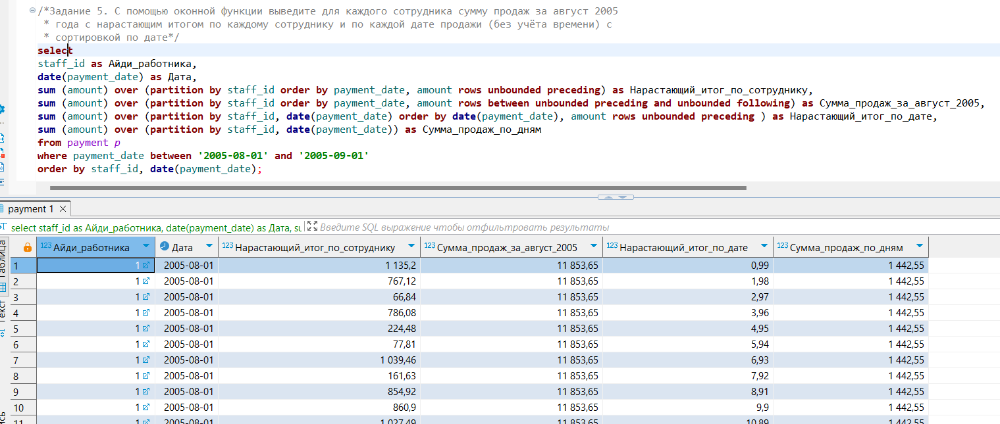 /*Задание 5. С помощью оконной функции выведите для каждого сотрудника сумму продаж за август 2005
* года с нарастающим итогом по каждому сотруднику и по каждой дате продажи (без учёта времени) с
* сортировкой по дате*/
select
staff_id as Айди_работника,
date(payment_date) as Дата,
sum (amount) over (partition by staff_id order by payment_date, amount rows unbounded preceding) as Нарастающий_итог_по_сотруднику,
sum (amount) over (partition by staff_id order by payment_date, amount rows between unbounded preceding and unbounded following) as Сумма_продаж_за_август_2005,
sum (amount) over (partition by staff_id, date(payment_date) order by date(payment_date), amount rows unbounded preceding ) as Нарастающий_итог_по_дате,
sum (amount) over (partition by staff_id, date(payment_date)) as Сумма_продаж_по_дням
from payment p
where payment_date between '2005-08-01' and '2005-09-01'
order by staff_id, date(payment_date);
payment 1
select staff_id as Айди_работника, date(payment_date) as Дата, su
Введите SQL выражение чтобы отфильтровать результаты
Таблица
Текст
123 Айди_работника Дата 123 Нарастающий_итог_по_сотруднику 123 Сумма_продаж_за_август_2005 123 Нарастающий_итог_по_дате 123 Сумма_продаж_по_дням
1 1 2005-08-01 1 135,2 11 853,65 0,99 1 442,55
2 1 2005-08-01 767,12 11 853,65 1,98 1 442,55
3 1 2005-08-01 66,84 11 853,65 2,97 1 442,55
4 1 2005-08-01 786,08 11 853,65 3,96 1 442,55
5 1 2005-08-01 224,48 11 853,65 4,95 1 442,55
6 1 2005-08-01 77,81 11 853,65 5,94 1 442,55
7 1 2005-08-01 1 039,46 11 853,65 6,93 1 442,55
8 1 2005-08-01 161,63 11 853,65 7,92 1 442,55
9 1 2005-08-01 854,92 11 853,65 8,91 1 442,55
10 1 2005-08-01 860,9 11 853,65 9,9 1 442,55
11 1 2005-08-01 1 027,49 11 853,65 10,89 1 442,55